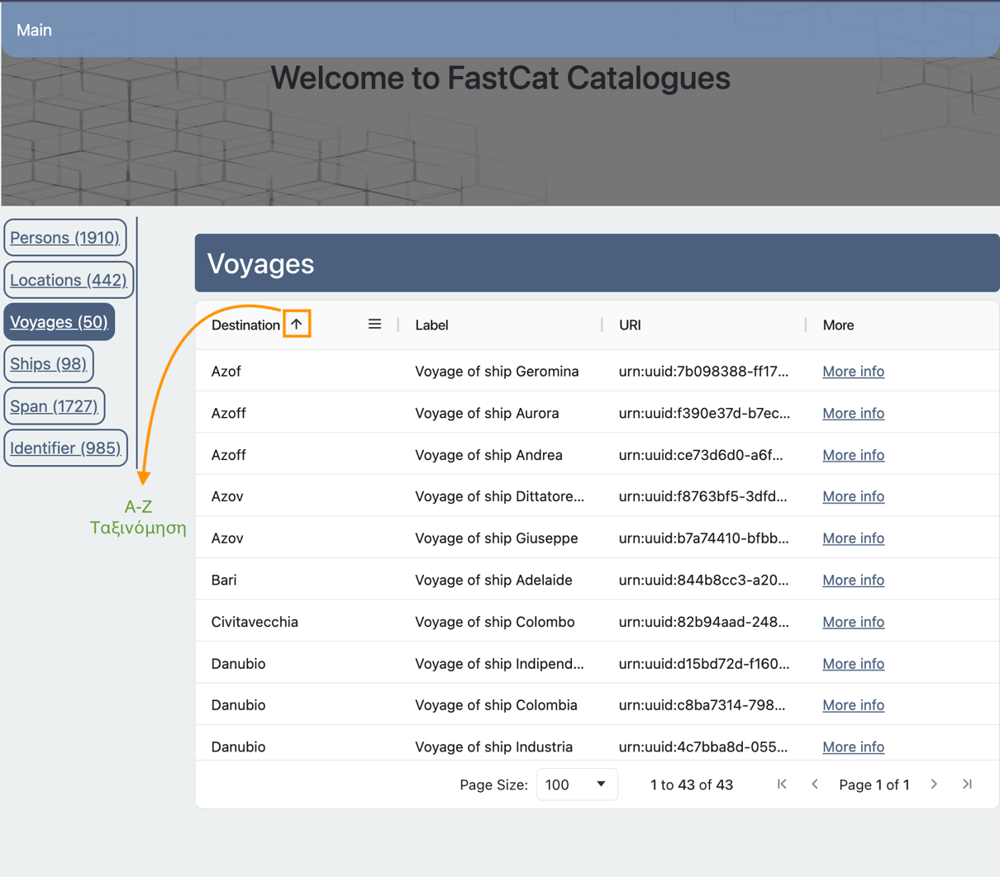 Main
Welcome to FastCat Catalogues
Persons (1910)
Locations (442)
Voyages (50)
Ships (98)
Span (1727)
Identifier (985)
Α-Ζ
Ταξινόμηση
Voyages
Destination Label URI More
Azof Voyage of ship Geromina urn:uuid:7b098388-ff17... More info
Azoff Voyage of ship Aurora urn:uuid:f390e37d-b7ec... More info
Azoff Voyage of ship Andrea urn:uuid:ce73d6d0-a6f... More info
Azov Voyage of ship Dittatore... urn:uuid:f8763bf5-3dfd... More info
Azov Voyage of ship Giuseppe urn:uuid:b7a74410-bfbb... More info
Bari Voyage of ship Adelaide urn:uuid:844b8cc3-a20... More info
Civitavecchia Voyage of ship Colombo urn:uuid:82b94aad-248... More info
Danubio Voyage of ship Indipend... urn:uuid:d15bd72d-f160... More info
Danubio Voyage of ship Colombia urn:uuid:c8ba7314-798... More info
Danubio Voyage of ship Industria urn:uuid:4c7bba8d-055... More info
Page Size: 100 1 to 43 of 43 Page 1 of 1